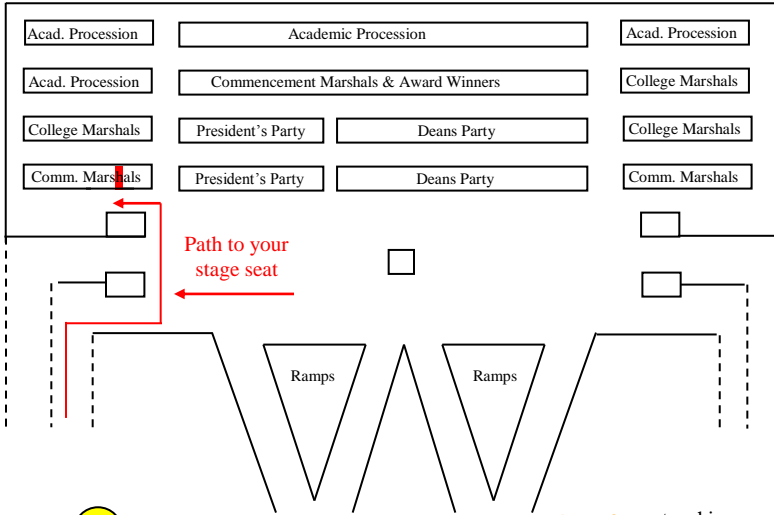 Acad. Procession
Academic Procession
Acad. Procession
Acad. Procession
Commencement Marshals & Award Winners
College Marshals
College Marshals
President's Party
Deans Party
College Marshals
Comm. Marshals
President's Party
Deans Party
Comm. Marshals
Path to your
stage seat
Ramps
Ramps